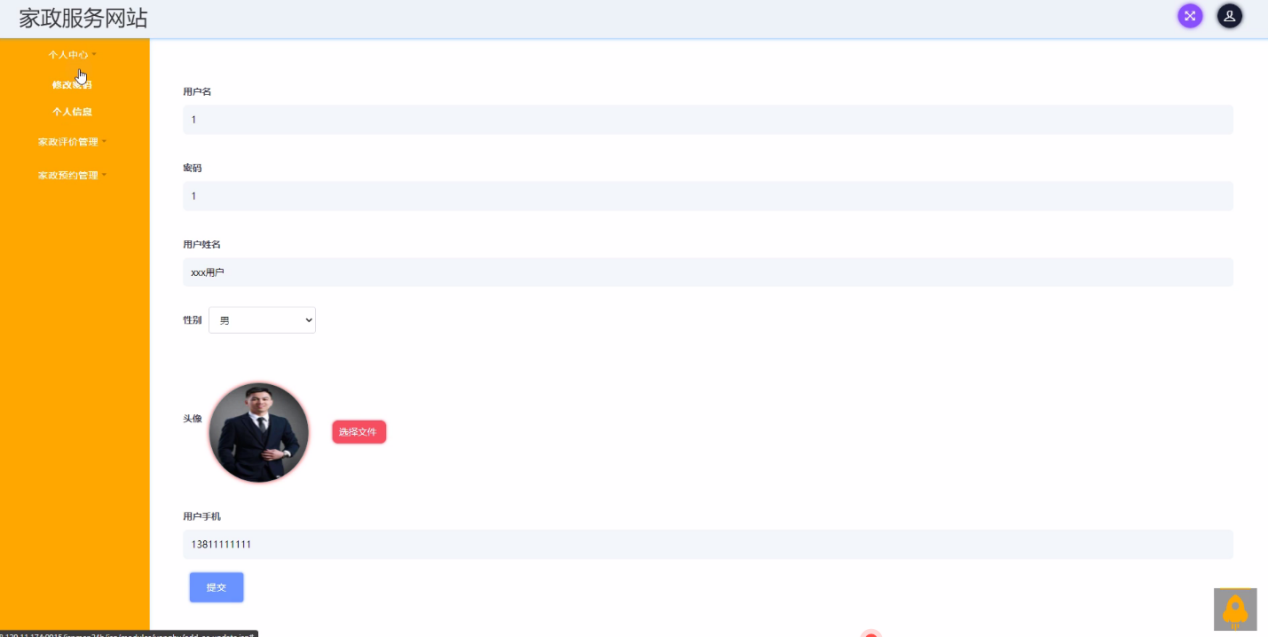 家政服务网站
个人中心
修改密码
个人信息
家政评价管理
家政预约管理
用户名
1
密码
1
用户姓名
xxx用户
性别 男
头像
选择文件
用户手机
13811111111
提交